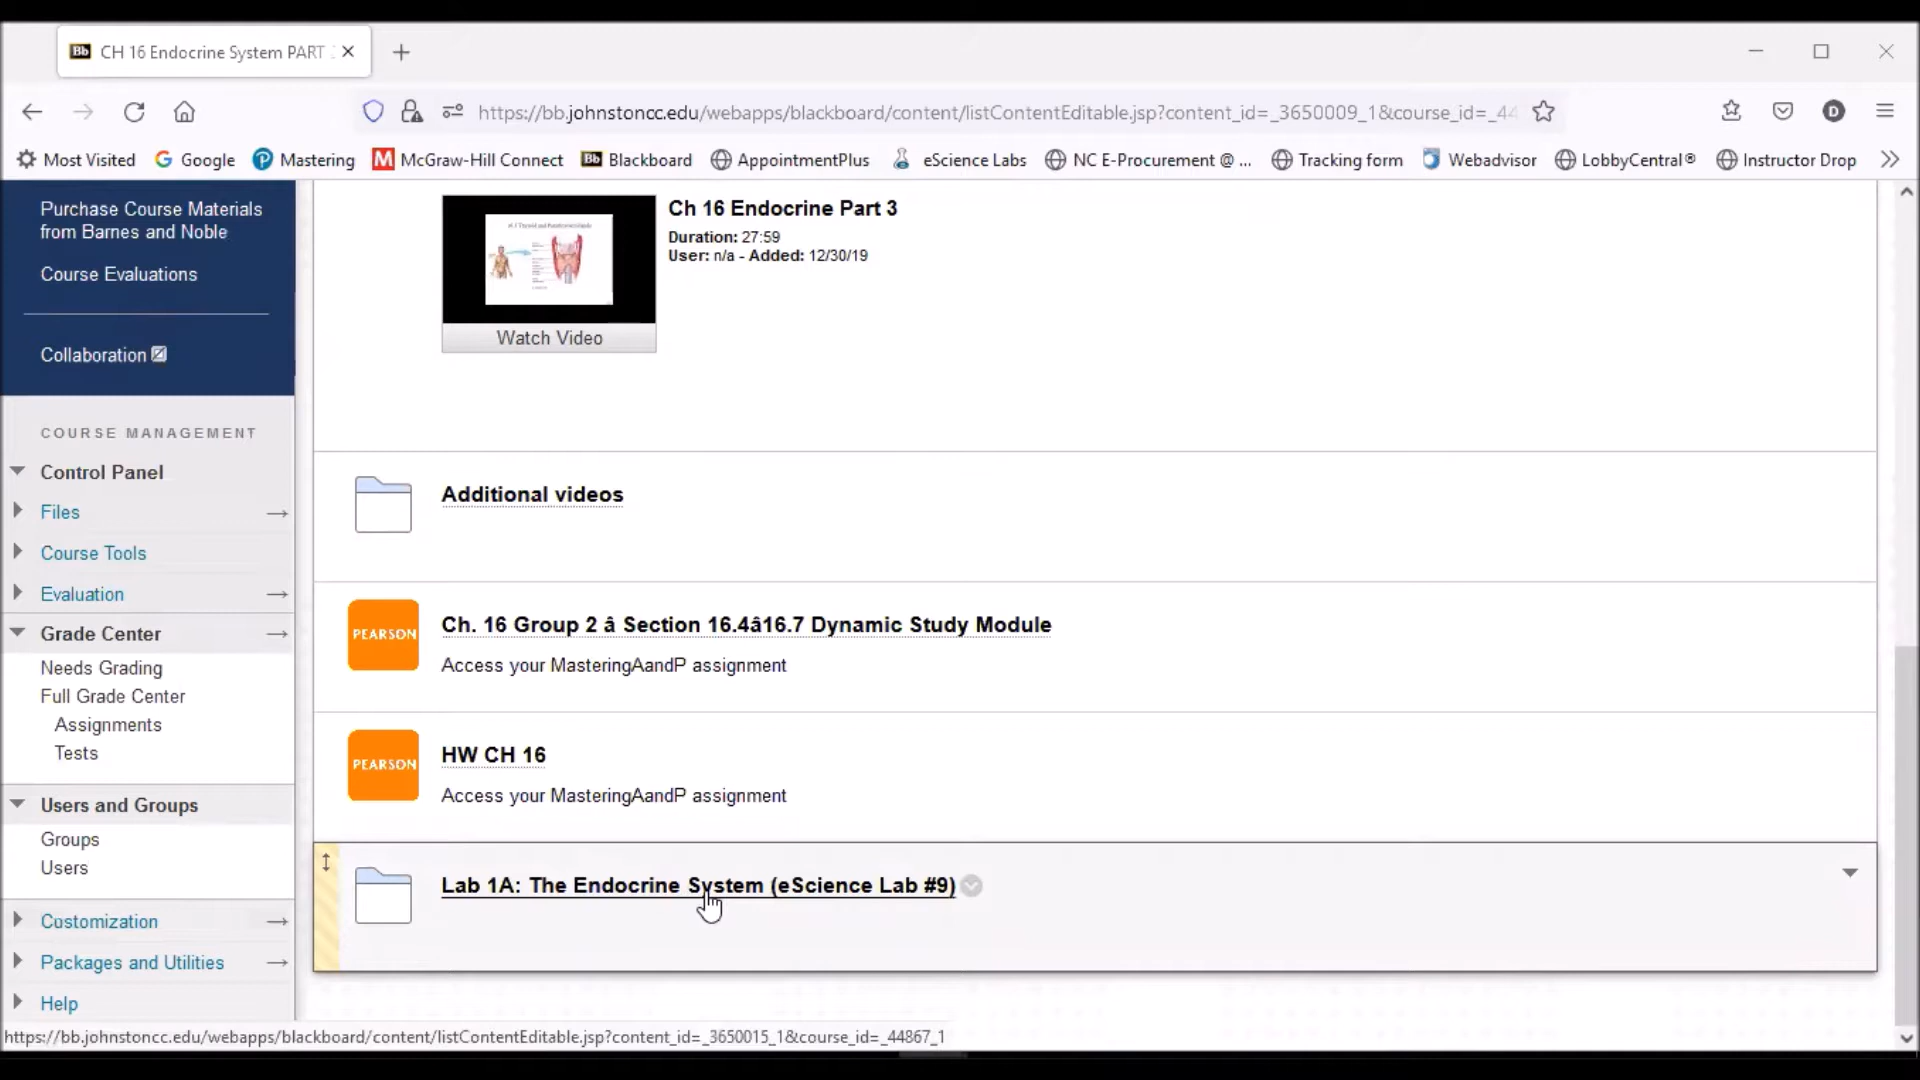 CH 16 Endocrine System PART
https://bb.johnstoncc.edu/webapps/blackboard/content/listContentEditable.jsp?content_id=_3650009_1&course_id=_44
D
Most Visited
Google
Mastering
McGraw-Hill Connect
Blackboard
AppointmentPlus
eScience Labs
NC E-Procurement @ ...
Tracking form
Webadvisor
LobbyCentral®
Instructor Drop
Purchase Course Materials
from Barnes and Noble
Course Evaluations
Collaboration
COURSE MANAGEMENT
Control Panel
Files
Course Tools
Evaluation
Grade Center
Needs Grading
Full Grade Center
Assignments
Tests
Users and Groups
Groups
Users
Customization
Packages and Utilities
Help
Watch Video
Ch 16 Endocrine Part 3
Duration: 27:59
User: n/a - Added: 12/30/19
Additional videos
PEARSON
Ch. 16 Group 2 â Section 16.4â16.7 Dynamic Study Module
Access your MasteringAandP assignment
PEARSON
HW CH 16
Access your MasteringAandP assignment
Lab 1A: The Endocrine System (eScience Lab #9)
https://bb.johnstoncc.edu/webapps/blackboard/content/listContentEditable.jsp?content_id=_3650015_1&course_id=_44867_1